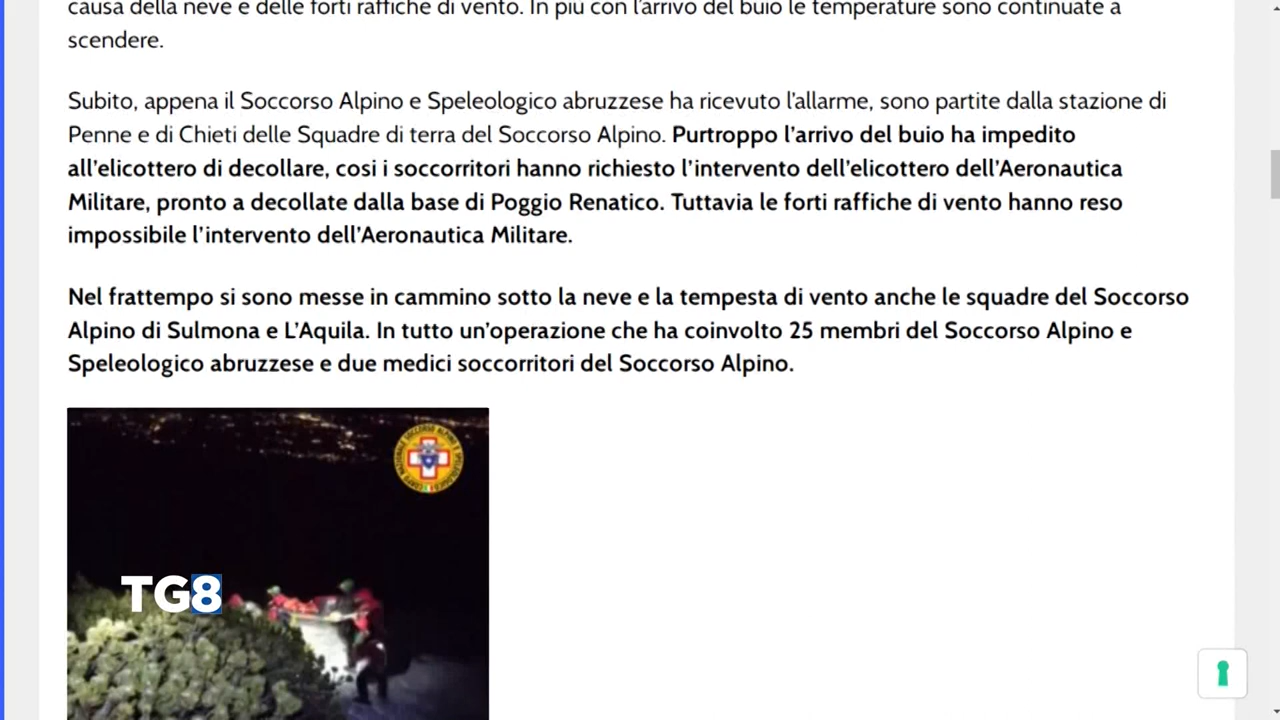 causa della neve e delle forti raffiche di vento. In più con l'arrivo del buio le temperature sono continuate a
scendere.
Subito, appena il Soccorso Alpino e Speleologico abruzzese ha ricevuto l'allarme, sono partite dalla stazione di
Penne e di Chieti delle Squadre di terra del Soccorso Alpino. Purtroppo l'arrivo del buio ha impedito
all'elicottero di decollare, cosi i soccorritori hanno richiesto l'intervento dell'elicottero dell'Aeronautica
Militare, pronto a decollate dalla base di Poggio Renatico. Tuttavia le forti raffiche di vento hanno reso
impossibile l'intervento dell'Aeronautica Militare.
Nel frattempo si sono messe in cammino sotto la neve e la tempesta di vento anche le squadre del Soccorso
Alpino di Sulmona e L'Aquila. In tutto un'operazione che ha coinvolto 25 membri del Soccorso Alpino e
Speleologico abruzzese e due medici soccorritori del Soccorso Alpino.
TG8